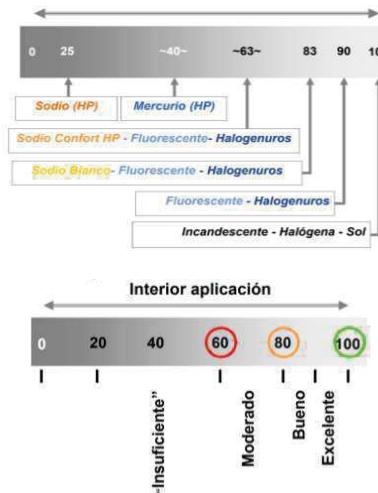 0 25 ~40~ ~63~ 83 90 10
Sodio (HP) Mercurio (HP)
Sodio Confort HP - Fluorescente- Halogenuros
Sodio Blanco- Fluorescente - Halogenuros
Fluorescente - Halogenuros
Incandescente - Halógena - Sol
Interior aplicación
0 20 40 60 80 100
"Insuficiente"
Moderado
Bueno
Excelente